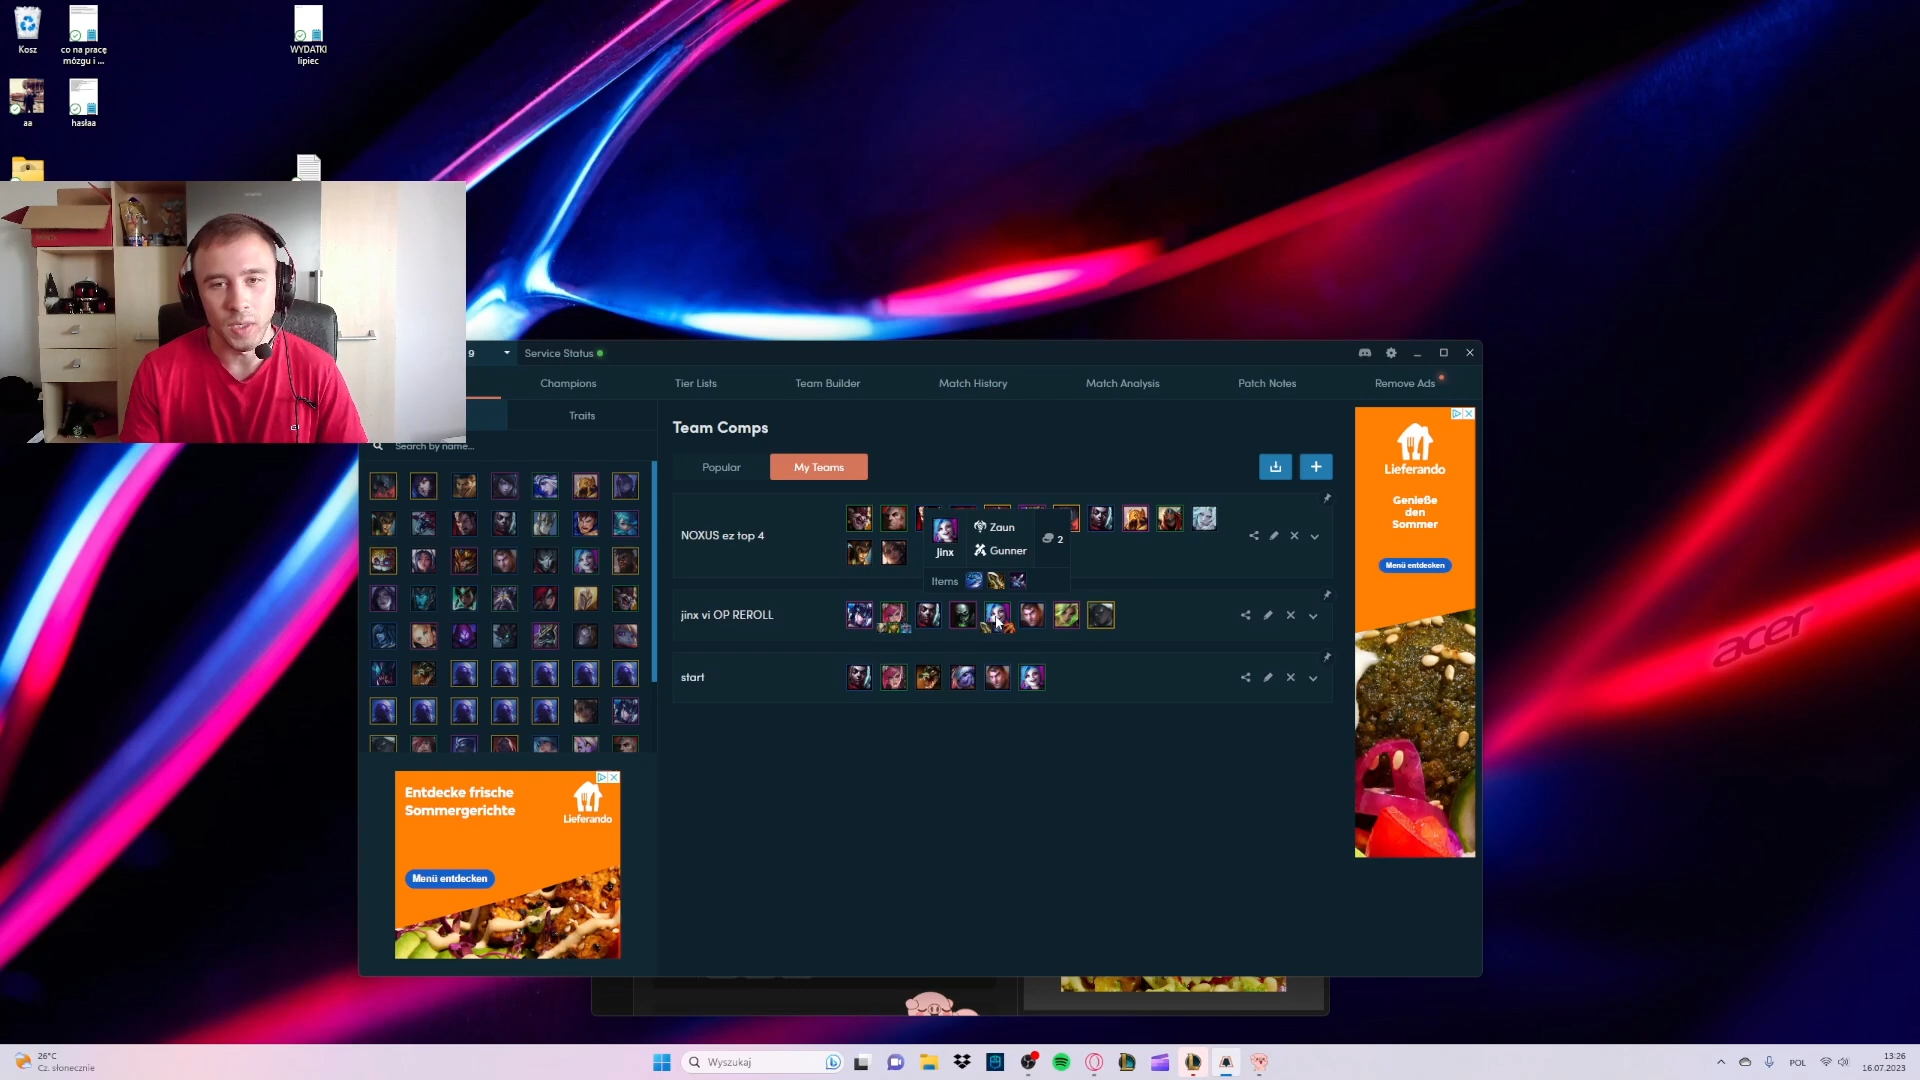 Kosz
co na pracę
mózgu i ...
WYDATKI
lipiec
aa
hasłaa
9
Service Status
Champions
Tier Lists
Team Builder
Match History
Match Analysis
Patch Notes
Remove Ads
Traits
Search by name...
Team Comps
Popular
My Teams
NOXUS ez top 4
Jinx
Zaun
Gunner
2
Items
jinx vi OP REROLL
start
Lieferando
Genieße
den
Sommer
Menü entdecken
Entdecke frische
Sommergerichte
Lieferando
Menü entdecken
acer
26°C
Cz. słonecznie
Wyszukaj
POL
13:26
16.07.2023